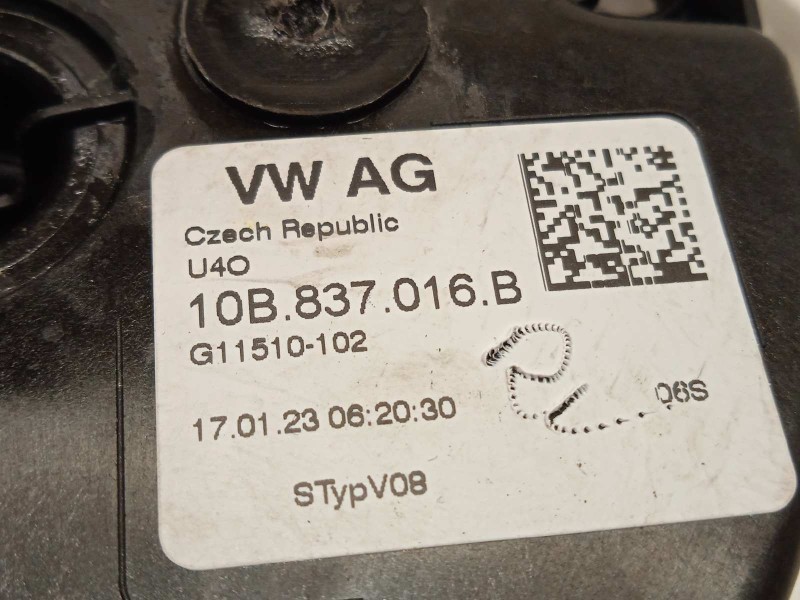 VW AG
Czech Republic
U4O
10B.837.016.B
G11510-102
17.01.23 06:20:30
06S
STypV08